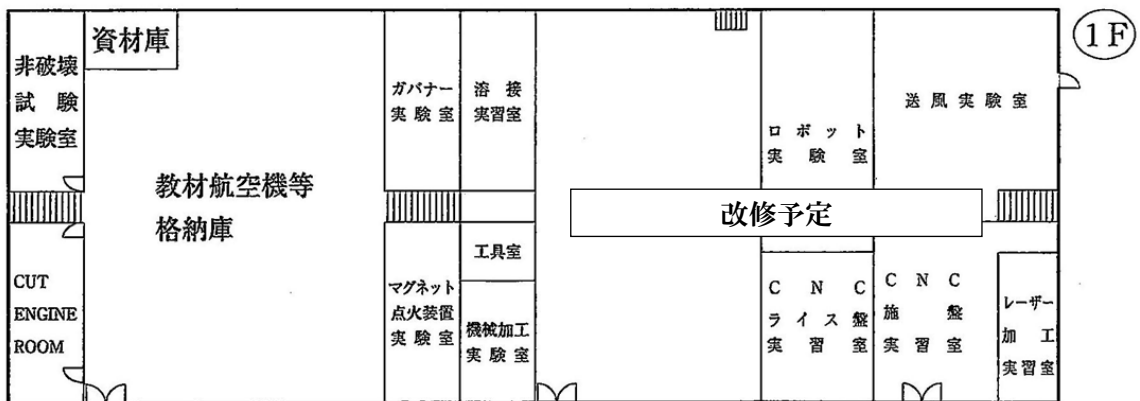 1F
資材庫
非破壊
試験
実験室
ガバナー
実験室
溶接
実習室
送風実験室
ロボット
実験室
教材航空機等
格納庫
改修予定
工具室
CUT
ENGINE
ROOM
マグネット
点火装置
実験室
機械加工
実験室
CNC
ライス盤
実習室
CNC
施盤
実習室
レーザー
加工
実習室